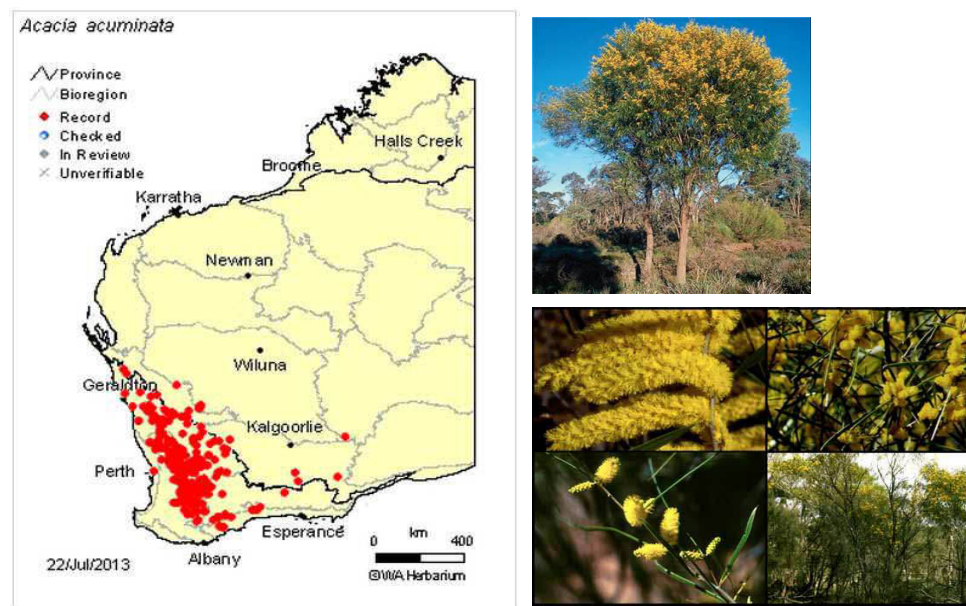 Acacia acuminata
Province
Bioregion
Record
Checked
In Review
Unverifiable
Halls Creek
Broome
Karratha
Newman
Wiluna
Geraldton
Kalgoorlie
Perth
Esperance
Albany
0 km 400
©WA Herbarium
22/Jul/2013